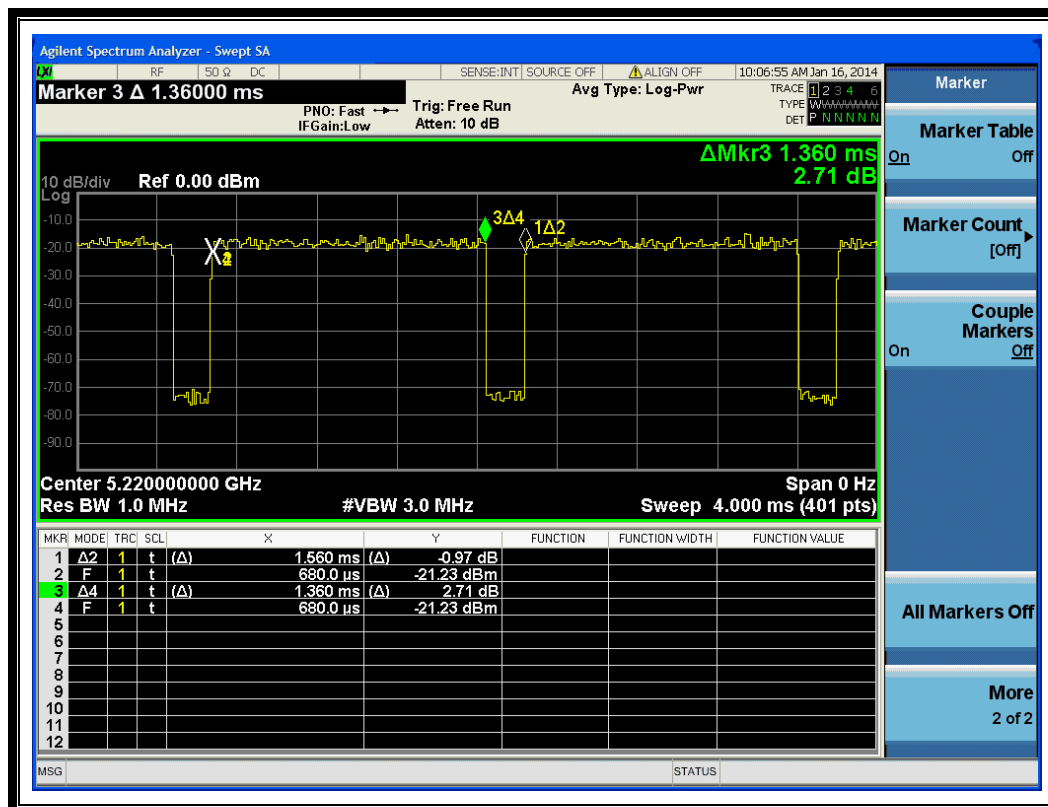 Agilent Spectrum Analyzer - Swept SA
LXI RF 50 Ω DC SENSE:INT SOURCE OFF ALIGN OFF 10:06:55 AM Jan 16, 2014
Marker 3 Δ 1.36000 ms
PNO: Fast
IFGain:Low
Trig: Free Run
Atten: 10 dB
Avg Type: Log-Pwr
TRACE 1 2 3 4 6
TYPE
DET P N N N N N
ΔMkr3 1.360 ms
2.71 dB
10 dB/div Ref 0.00 dBm
Log
-10.0
-20.0
-30.0
-40.0
-50.0
-60.0
-70.0
-80.0
-90.0
3Δ4
1Δ2
Center 5.220000000 GHz Span 0 Hz
Res BW 1.0 MHz #VBW 3.0 MHz Sweep 4.000 ms (401 pts)
MKR MODE TRC SCL X Y FUNCTION FUNCTION WIDTH FUNCTION VALUE
1 Δ2 1 t (Δ) 1.560 ms (Δ) -0.97 dB
2 F 1 t 680.0 µs -21.23 dBm
3 Δ4 1 t (Δ) 1.360 ms (Δ) 2.71 dB
4 F 1 t 680.0 µs -21.23 dBm
5
6
7
8
9
10
11
12
MSG STATUS
Marker
Marker Table
On Off
Marker Count
[Off]
Couple
Markers
On Off
All Markers Off
More
2 of 2